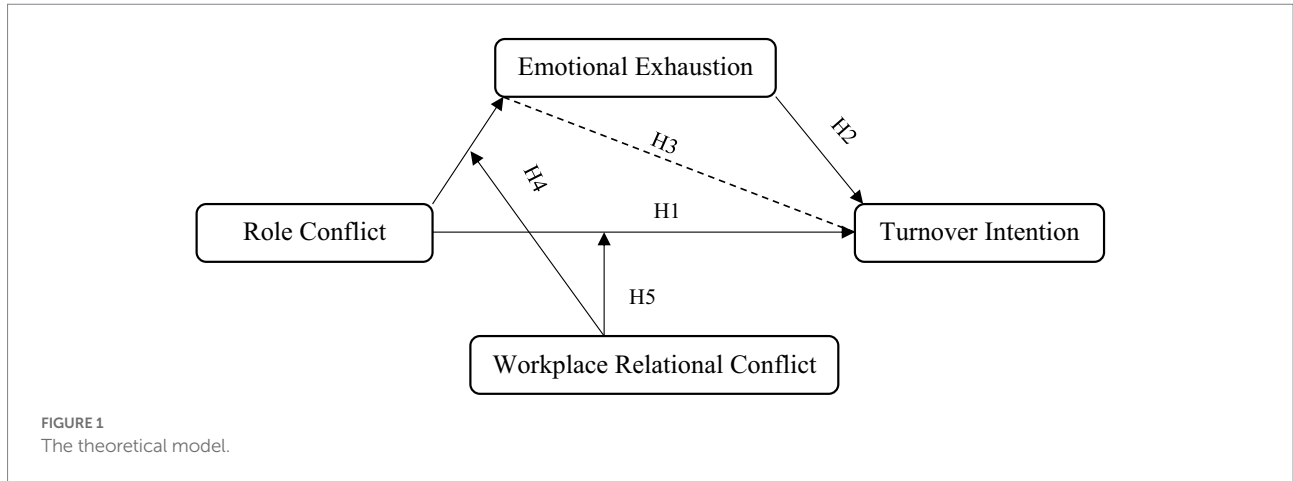 Emotional Exhaustion
H2
H3
H4
Role Conflict
H1
Turnover Intention
H5
Workplace Relational Conflict
FIGURE 1
The theoretical model.